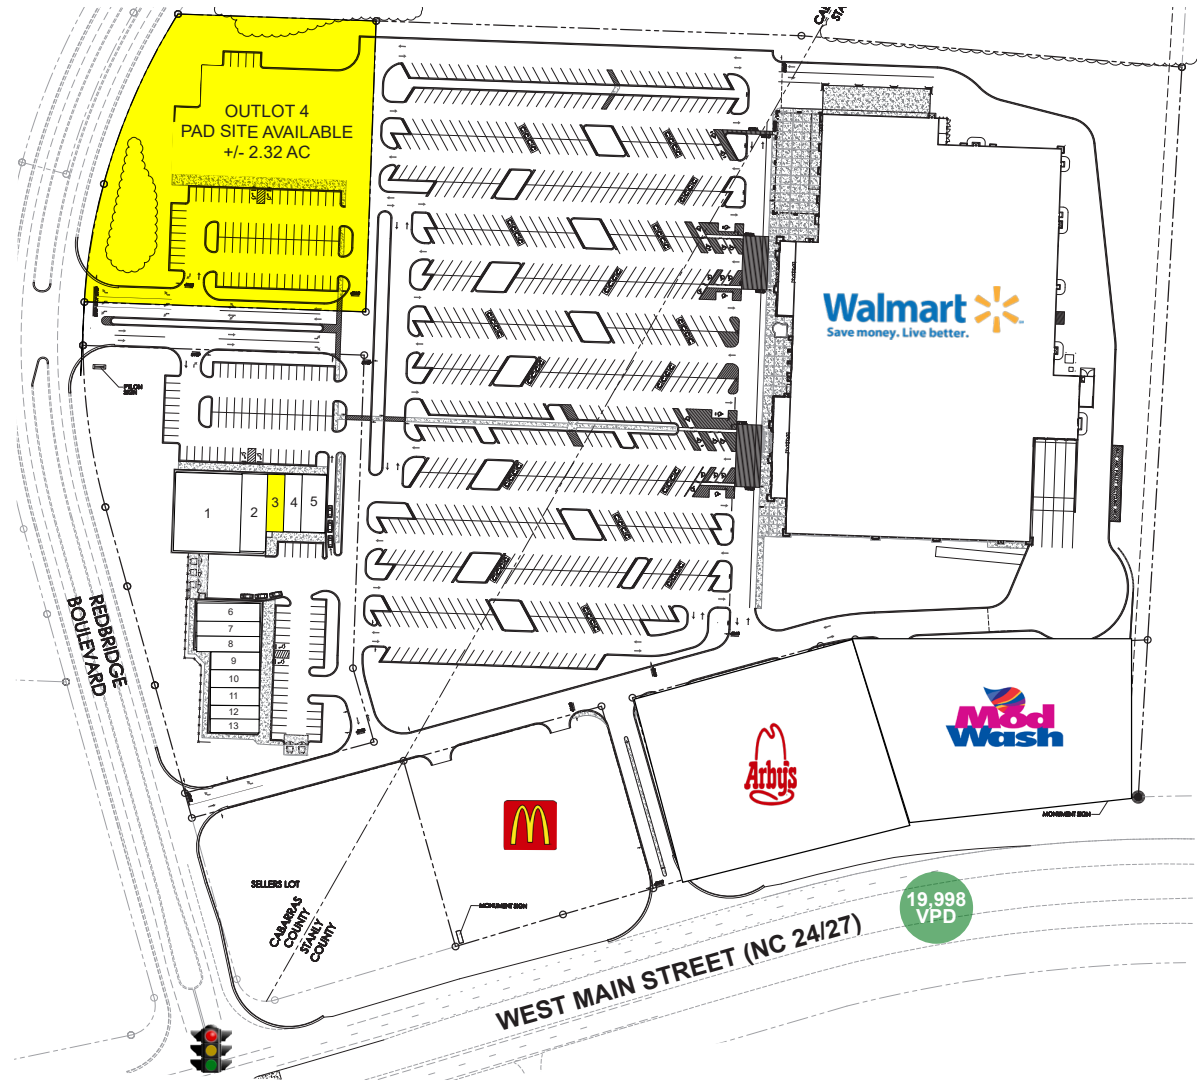 OUTLOT 4
PAD SITE AVAILABLE
+/- 2.32 AC
Walmart
Save money. Live better.
PYLON
SIGN
1
2
3
4
5
6
7
8
9
10
11
12
13
REDBRIDGE
BOULEVARD
Mod
Wash
Arby's
MONUMENT SIGN
SELLERS LOT
MONUMENT SIGN
CABARRAS
COUNTY
STANLY
COUNTY
19,998
VPD
WEST MAIN STREET (NC 24/27)